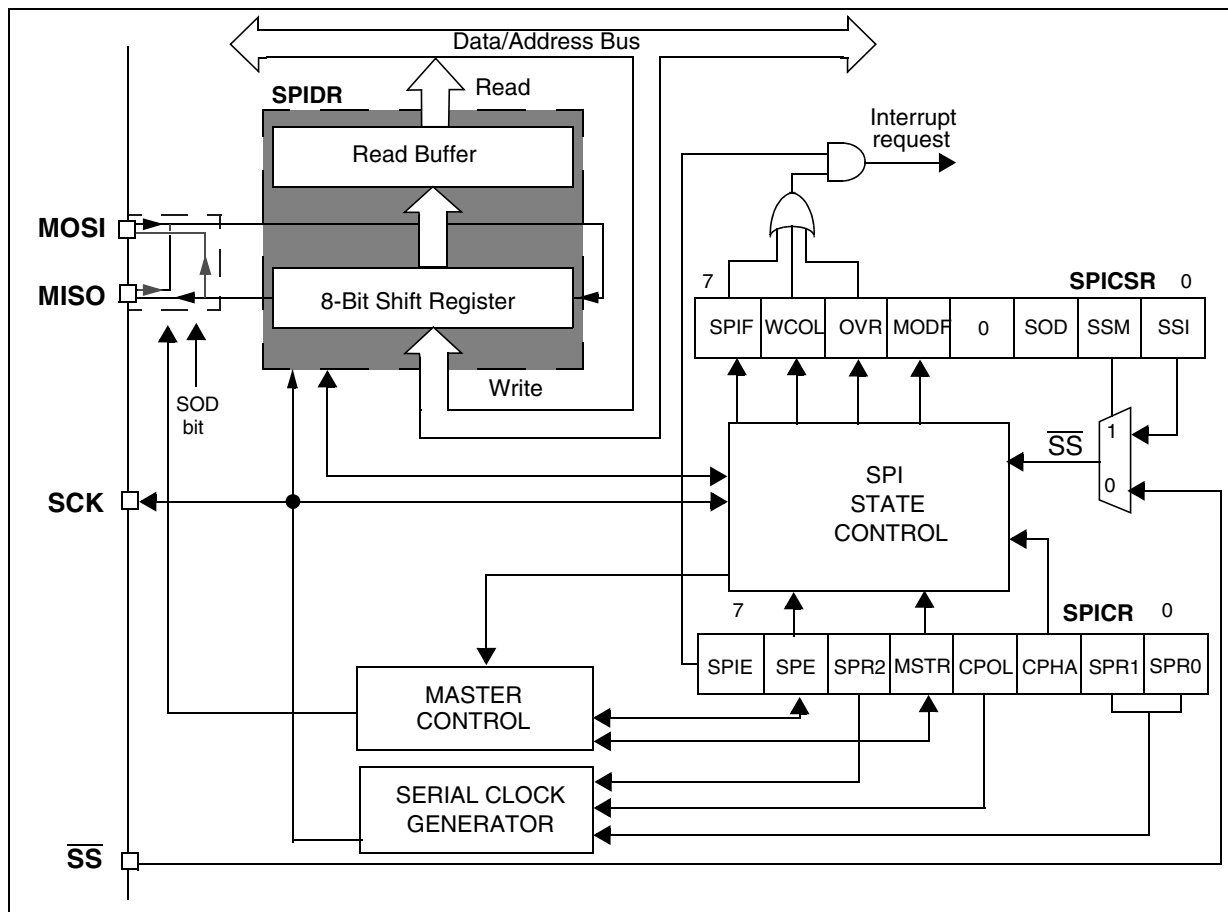 Data/Address Bus
SPIDR
Read
Read Buffer
Interrupt
request
MOSI
MISO
8-Bit Shift Register
7
SPICSR
0
SPIF
WCOL
OVR
MODF
0
SOD
SSM
SSI
Write
SOD
bit
1
SS
0
SCK
SPI
STATE
CONTROL
7
SPICR
0
SPIE
SPE
SPR2
MSTR
CPOL
CPHA
SPR1
SPR0
MASTER
CONTROL
SERIAL CLOCK
GENERATOR
SS